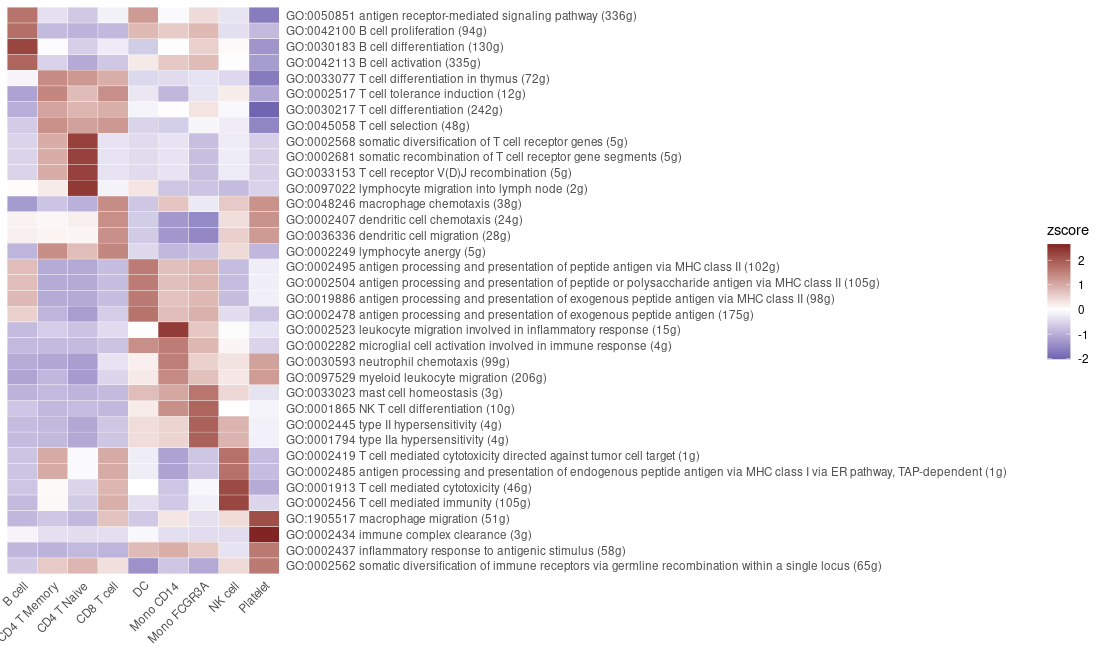 GO:0050851 antigen receptor-mediated signaling pathway (336g)
GO:0042100 B cell proliferation (94g)
GO:0030183 B cell differentiation (130g)
GO:0042113 B cell activation (335g)
GO:0033077 T cell differentiation in thymus (72g)
GO:0002517 T cell tolerance induction (12g)
GO:0030217 T cell differentiation (242g)
GO:0045058 T cell selection (48g)
GO:0002568 somatic diversification of T cell receptor genes (5g)
GO:0002681 somatic recombination of T cell receptor gene segments (5g)
GO:0033153 T cell receptor V(D)J recombination (5g)
GO:0097022 lymphocyte migration into lymph node (2g)
GO:0048246 macrophage chemotaxis (38g)
GO:0002407 dendritic cell chemotaxis (24g)
GO:0036336 dendritic cell migration (28g)
GO:0002249 lymphocyte anergy (5g)
GO:0002495 antigen processing and presentation of peptide antigen via MHC class II (102g)
GO:0002504 antigen processing and presentation of peptide or polysaccharide antigen via MHC class II (105g)
GO:0019886 antigen processing and presentation of exogenous peptide antigen via MHC class II (98g)
GO:0002478 antigen processing and presentation of exogenous peptide antigen (175g)
GO:0002523 leukocyte migration involved in inflammatory response (15g)
GO:0002282 microglial cell activation involved in immune response (4g)
GO:0030593 neutrophil chemotaxis (99g)
GO:0097529 myeloid leukocyte migration (206g)
GO:0033023 mast cell homeostasis (3g)
GO:0001865 NK T cell differentiation (10g)
GO:0002445 type II hypersensitivity (4g)
GO:0001794 type IIa hypersensitivity (4g)
GO:0002419 T cell mediated cytotoxicity directed against tumor cell target (1g)
GO:0002485 antigen processing and presentation of endogenous peptide antigen via MHC class I via ER pathway, TAP-dependent (1g)
GO:0001913 T cell mediated cytotoxicity (46g)
GO:0002456 T cell mediated immunity (105g)
GO:1905517 macrophage migration (51g)
GO:0002434 immune complex clearance (3g)
GO:0002437 inflammatory response to antigenic stimulus (58g)
GO:0002562 somatic diversification of immune receptors via germline recombination within a single locus (65g)
B cell
CD4 T Memory
CD4 T Naive
CD8 T cell
DC
Mono CD14
Mono FCGR3A
NK cell
Platelet
zscore
2
1
0
-1
-2